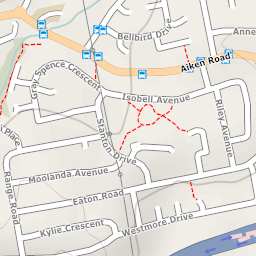 Bellbird Drive
Anne
Aiken Road
Gray Spence Crescent
Isobell Avenue
Riley Avenue
Stanton Drive
Place
Range Road
Moolanda Avenue
Eaton Road
Kylie Crescent
Westmore Drive